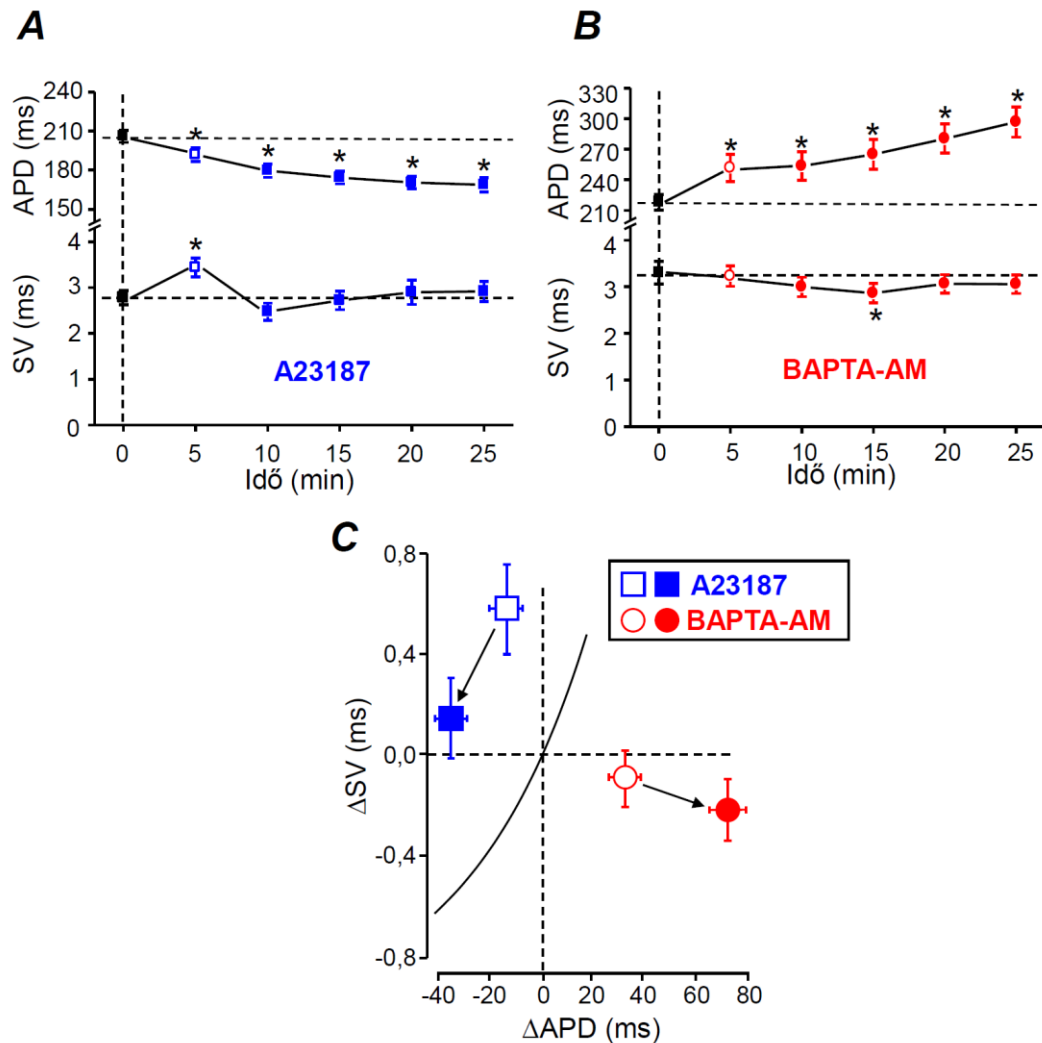 A
APD (ms)
240
210
180
150
* * * * *
SV (ms)
4
3
2
1
0
*
A23187
0 5 10 15 20 25
Idő (min)
B
APD (ms)
330
300
270
240
210
* * * * *
SV (ms)
4
3
2
1
0
*
BAPTA-AM
0 5 10 15 20 25
Idő (min)
C
ΔSV (ms)
0,8
0,4
0,0
-0,4
-0,8
A23187
BAPTA-AM
-40 -20 0 20 40 60 80
ΔAPD (ms)